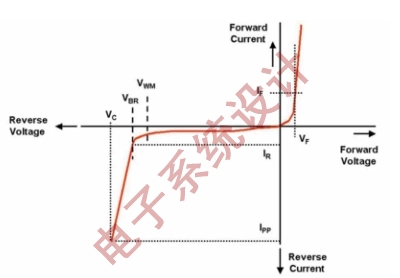 Forward
Current
I_F
V_C
V_BR
V_WM
Reverse
Voltage
V_F
Forward
Voltage
I_R
I_PP
Reverse
Current
电子系统设计